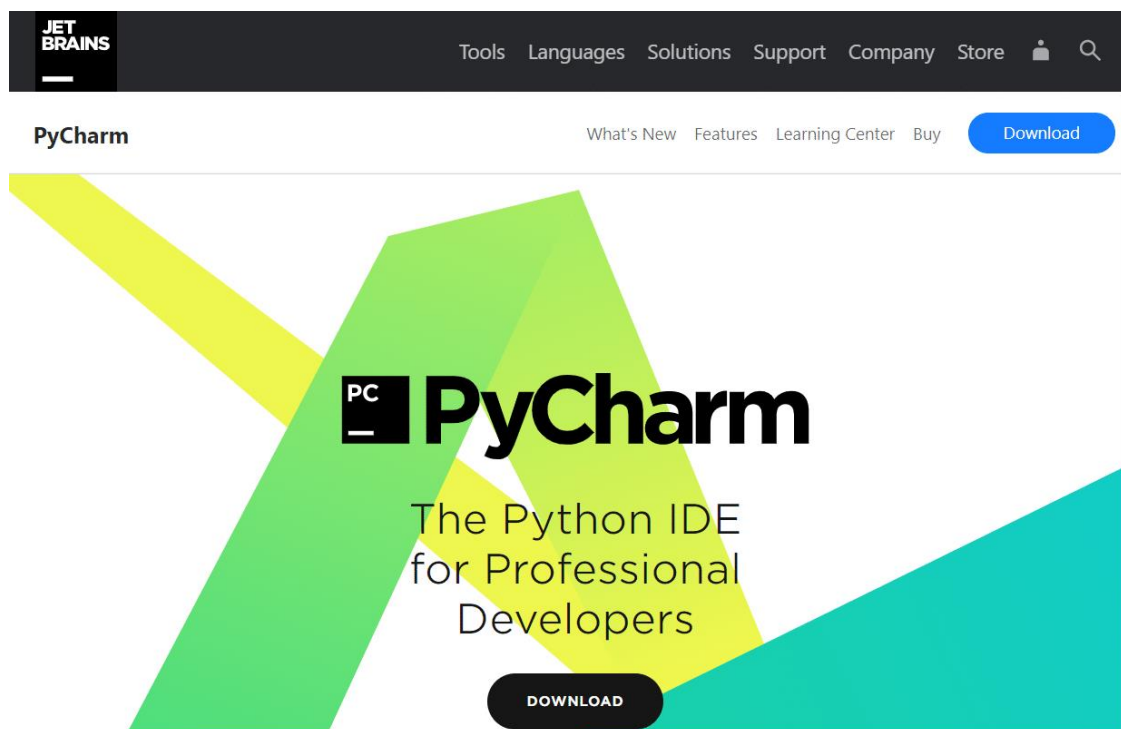 JET
BRAINS
Tools Languages Solutions Support Company Store
PyCharm
What's New Features Learning Center Buy Download
PC
PyCharm
The Python IDE
for Professional
Developers
DOWNLOAD